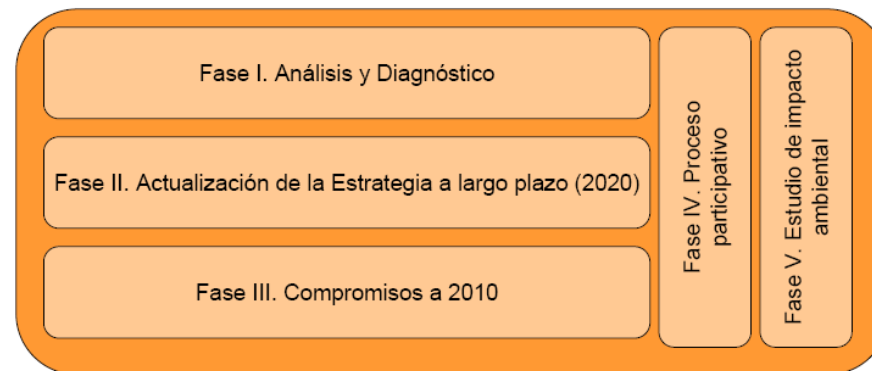 Fase I. Análisis y Diagnóstico
Fase II. Actualización de la Estrategia a largo plazo (2020)
Fase III. Compromisos a 2010
Fase IV. Proceso
participativo
Fase V. Estudio de impacto
ambiental